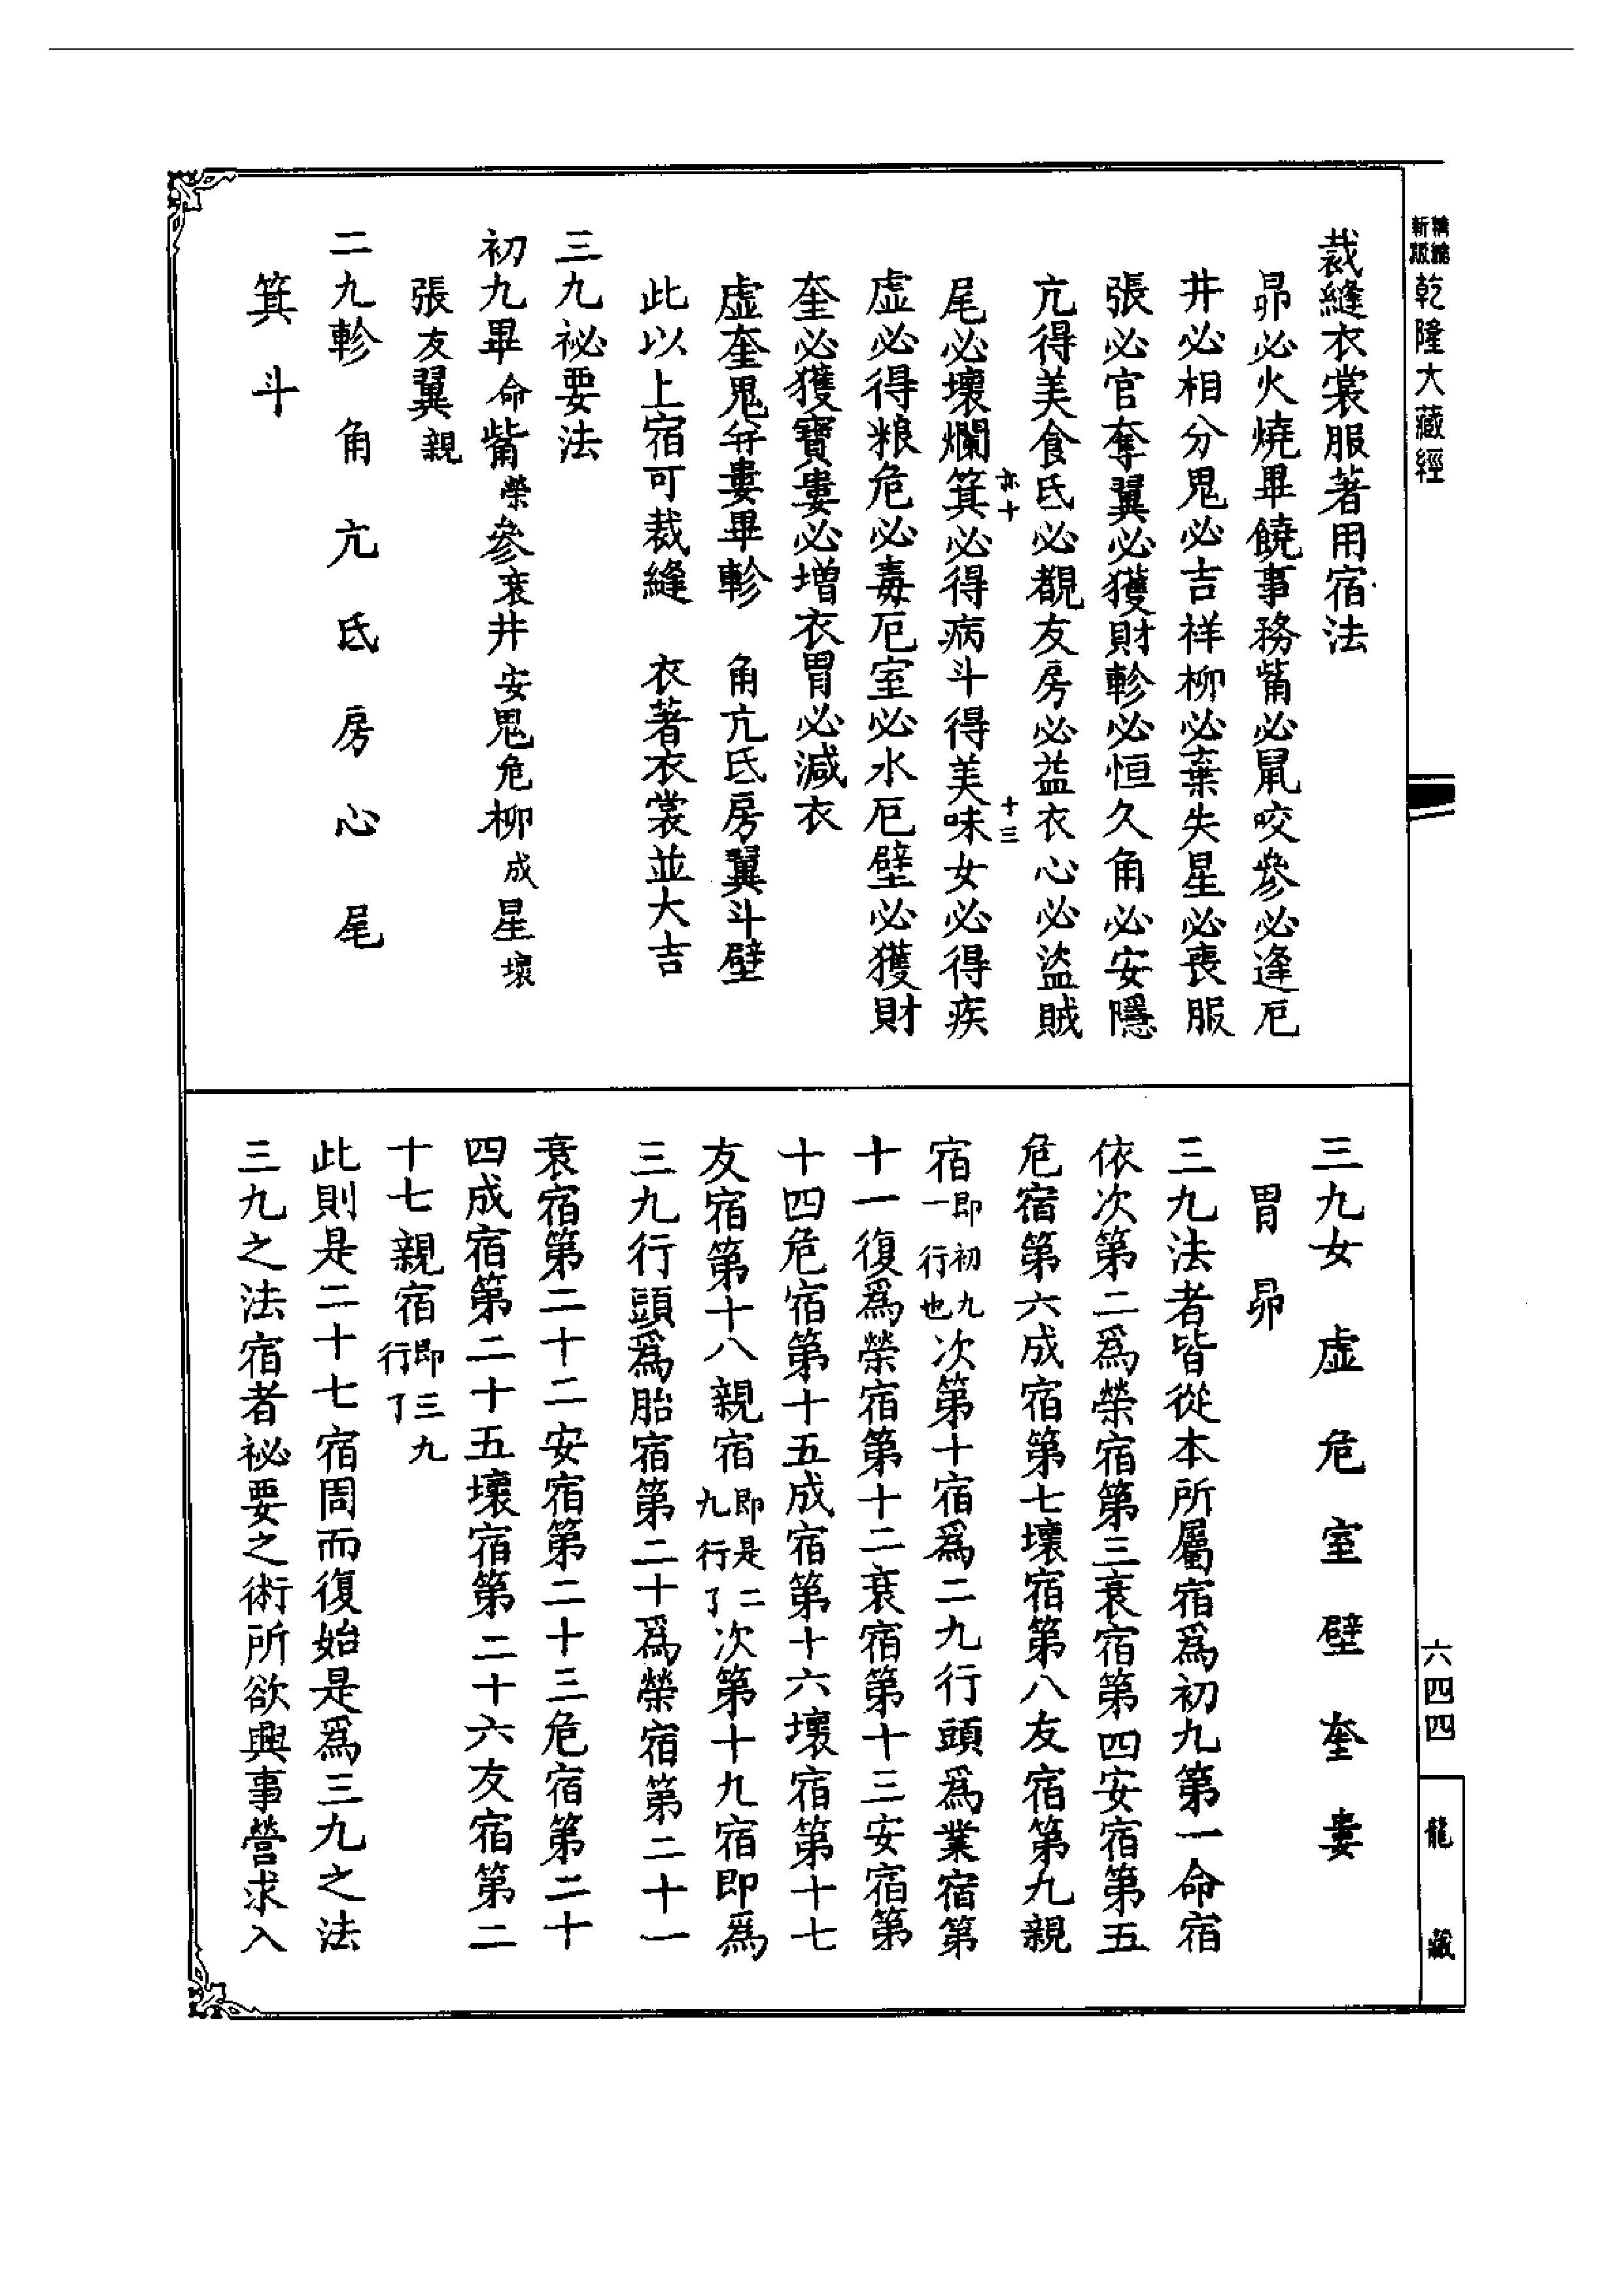 精縮
新版
乾隆大藏經
裁縫衣裳服著用宿法
昴必火燒畢饒事務觜必鼠咬參必逢厄
井必相分鬼必吉祥柳必棄失星必喪服
張必官奪翼必獲財軫必恒久角必安隱
亢得美食氐必覩友房必益衣心必盜賊
尾必壞爛箕亦十必得病斗得美味十三女必得疾
虛必得粮危必毒厄室必水厄壁必獲財
奎必獲寶婁必增衣胃必減衣
虛奎鬼井婁畢軫 角亢氐房翼斗壁
此以上宿可裁縫 衣著衣裳並大吉
三九祕要法
初九畢命觜榮參衰井安鬼危柳成星壞
張友翼親
二九軫 角 亢 氐 房 心 尾
箕 斗
三九女 虛 危 室 壁 奎 婁
胃 昴
三九法者皆從本所屬宿爲初九第一命宿
依次第二爲榮宿第三衰宿第四安宿第五
危宿第六成宿第七壞宿第八友宿第九親
宿即初九一行也次第十宿爲二九行頭爲業宿第
十一復爲榮宿第十二衰宿第十三安宿第
十四危宿第十五成宿第十六壞宿第十七
友宿第十八親宿即是二九行了次第十九宿即爲
三九行頭爲胎宿第二十爲榮宿第二十一
衰宿第二十二安宿第二十三危宿第二十
四成宿第二十五壞宿第二十六友宿第二
十七親宿即三九行了
此則是二十七宿周而復始是爲三九之法
三九之法宿者祕要之術所欲興事營求入
六四四
龍藏